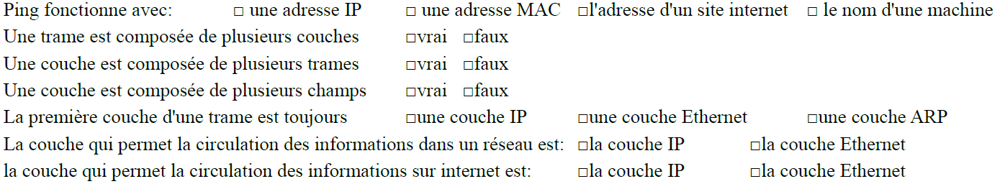 Ping fonctionne avec: □ une adresse IP □ une adresse MAC □l'adresse d'un site internet □ le nom d'une machine
Une trame est composée de plusieurs couches □vrai □faux
Une couche est composée de plusieurs trames □vrai □faux
Une couche est composée de plusieurs champs □vrai □faux
La première couche d'une trame est toujours □une couche IP □une couche Ethernet □une couche ARP
La couche qui permet la circulation des informations dans un réseau est: □la couche IP □la couche Ethernet
la couche qui permet la circulation des informations sur internet est: □la couche IP □la couche Ethernet